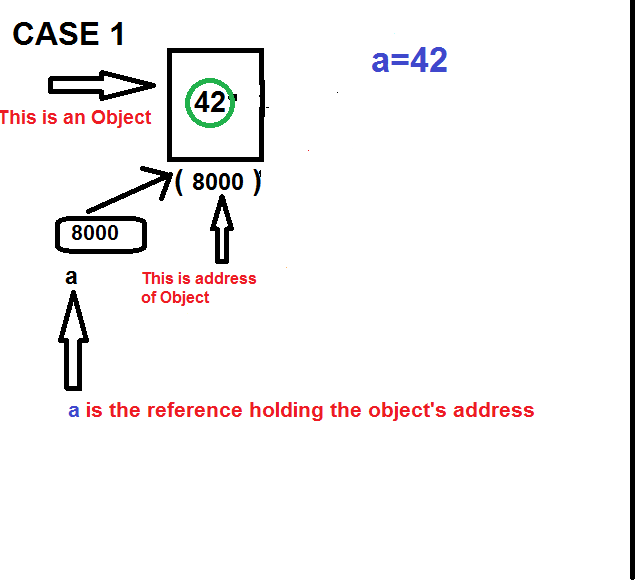 CASE 1
a=42
42
This is an Object
( 8000 )
8000
a
This is address
of Object
a is the reference holding the object's address